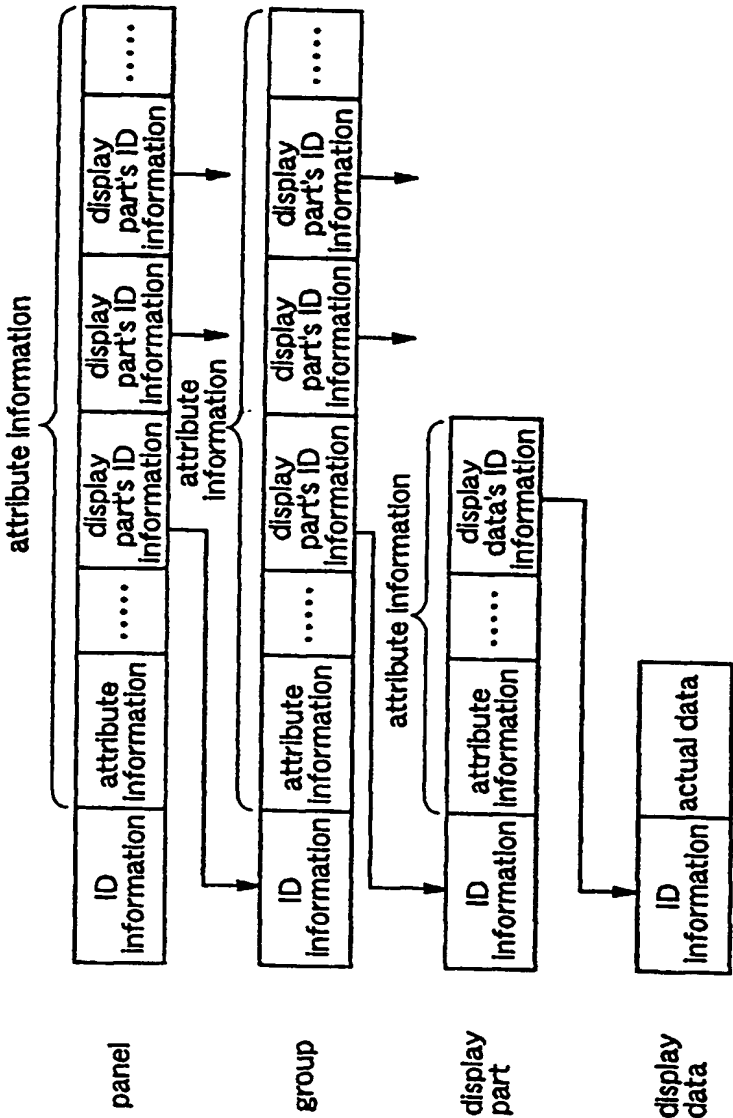 attribute information
panel
ID
information
attribute
information
.....
display
part's ID
information
display
part's ID
information
display
part's ID
information
.....
attribute
information
group
ID
information
attribute
information
.....
display
part's ID
information
display
part's ID
information
display
part's ID
information
.....
attribute information
display
part
ID
information
attribute
information
.....
display
data's ID
information
display
data
ID
information
actual data